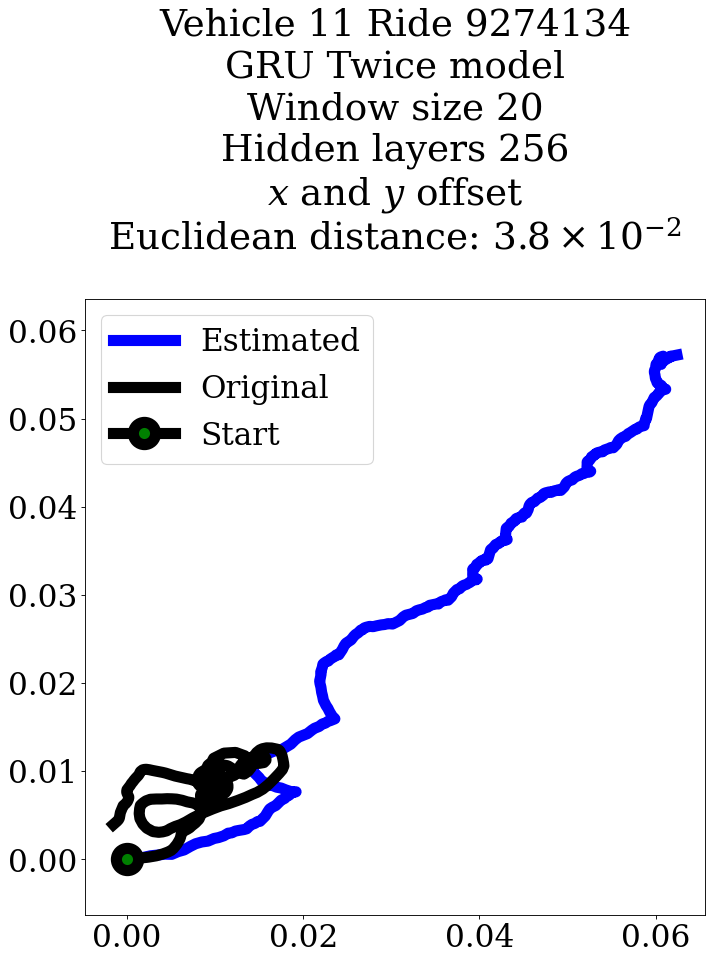 Vehicle 11 Ride 9274134
GRU Twice model
Window size 20
Hidden layers 256
x and y offset
Euclidean distance: 3.8 × 10⁻²
Estimated
Original
Start
0.06
0.05
0.04
0.03
0.02
0.01
0.00
0.00 0.02 0.04 0.06